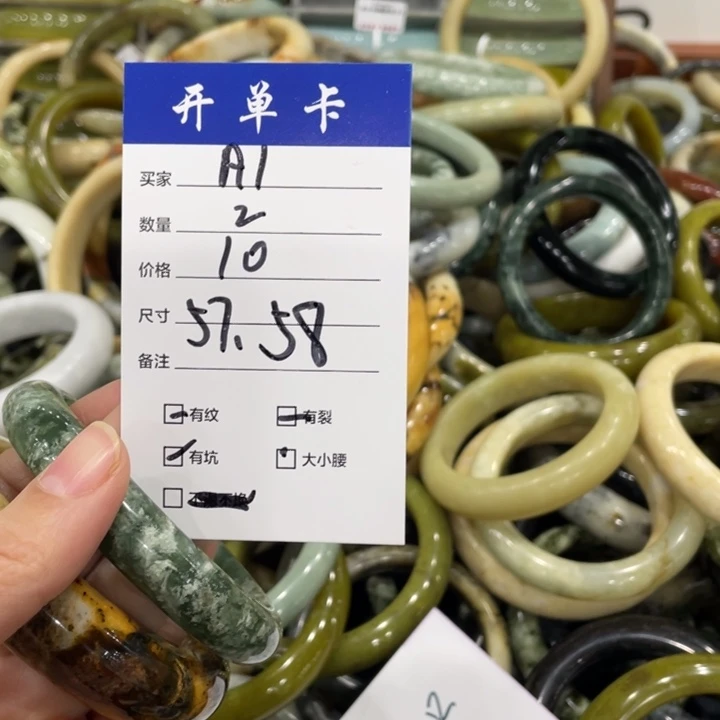 开单卡
买家 A1
数量 2
价格 10
尺寸 57.58
备注
有纹 有裂
有坑 大小腰